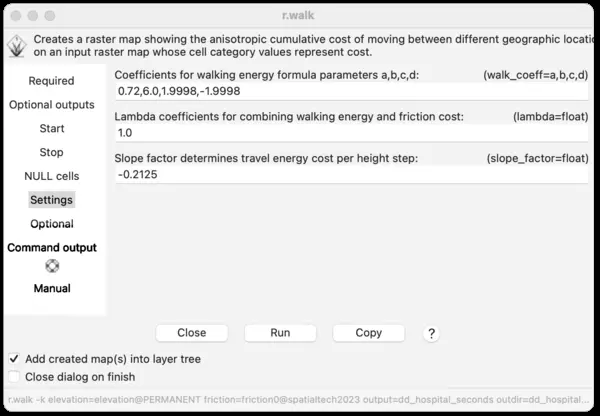 r.walk
Creates a raster map showing the anisotropic cumulative cost of moving between different geographic locatio
on an input raster map whose cell category values represent cost.
Required
Optional outputs
Start
Stop
NULL cells
Settings
Optional
Command output
Manual
Coefficients for walking energy formula parameters a,b,c,d: (walk_coeff=a,b,c,d)
0.72,6.0,1.9998,-1.9998
Lambda coefficients for combining walking energy and friction cost: (lambda=float)
1.0
Slope factor determines travel energy cost per height step: (slope_factor=float)
-0.2125
Close Run Copy ?
Add created map(s) into layer tree
Close dialog on finish
r.walk -k elevation=elevation@PERMANENT friction=friction0@spatialtech2023 output=dd_hospital_seconds outdir=dd_hospital...